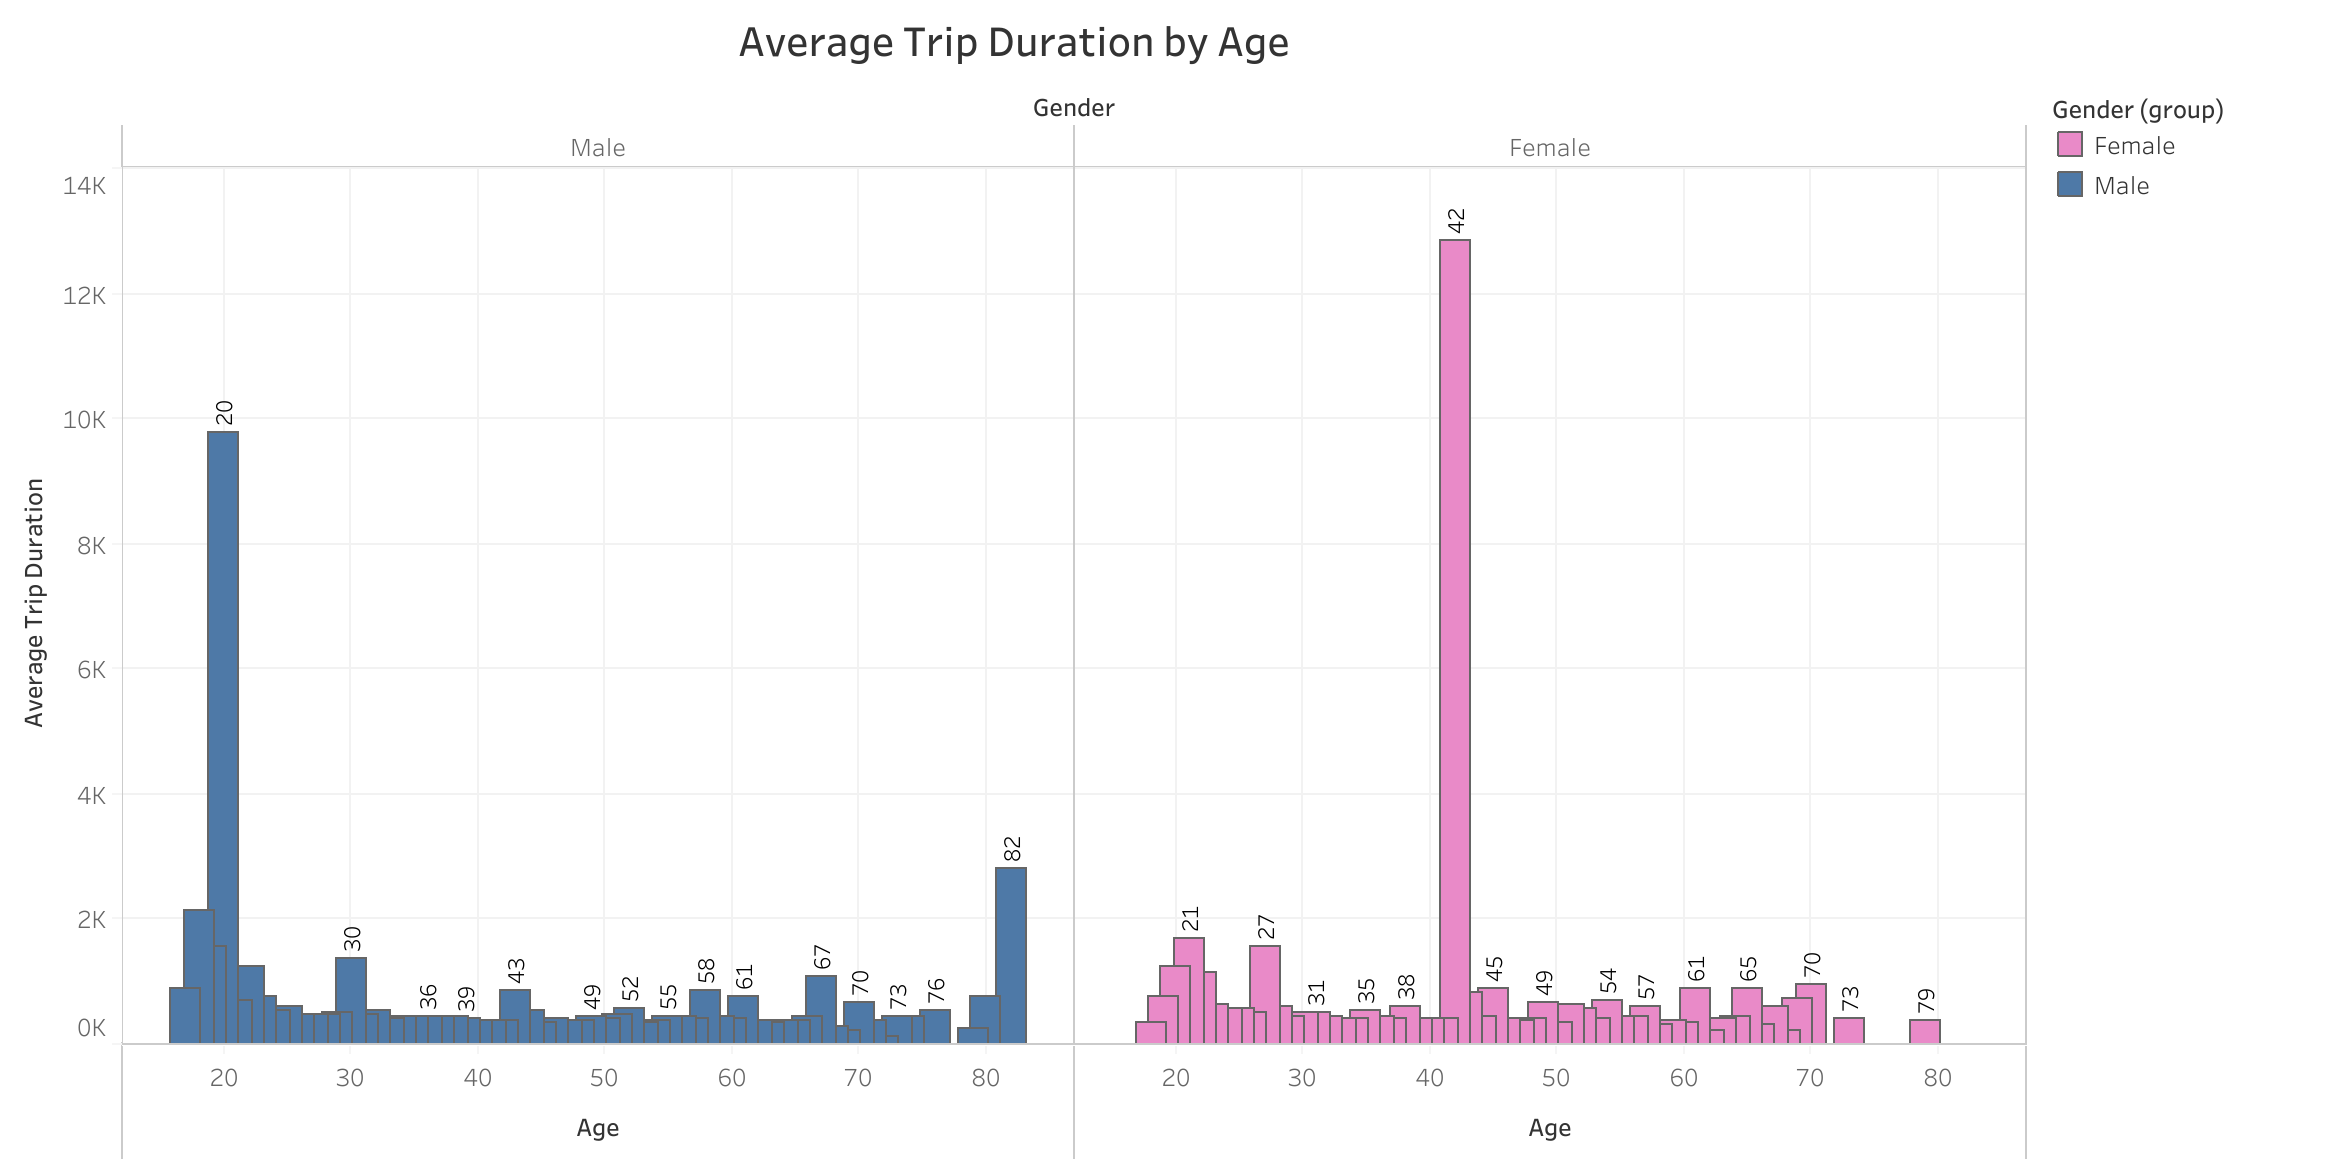 Average Trip Duration by Age
Gender
Male
Female
Gender (group)
Female
Male
Average Trip Duration
14K
12K
10K
8K
6K
4K
2K
0K
20
30
36
39
43
49
52
55
58
61
67
70
73
76
82
21
27
31
35
38
42
45
49
54
57
61
65
70
73
79
20 30 40 50 60 70 80
20 30 40 50 60 70 80
Age
Age